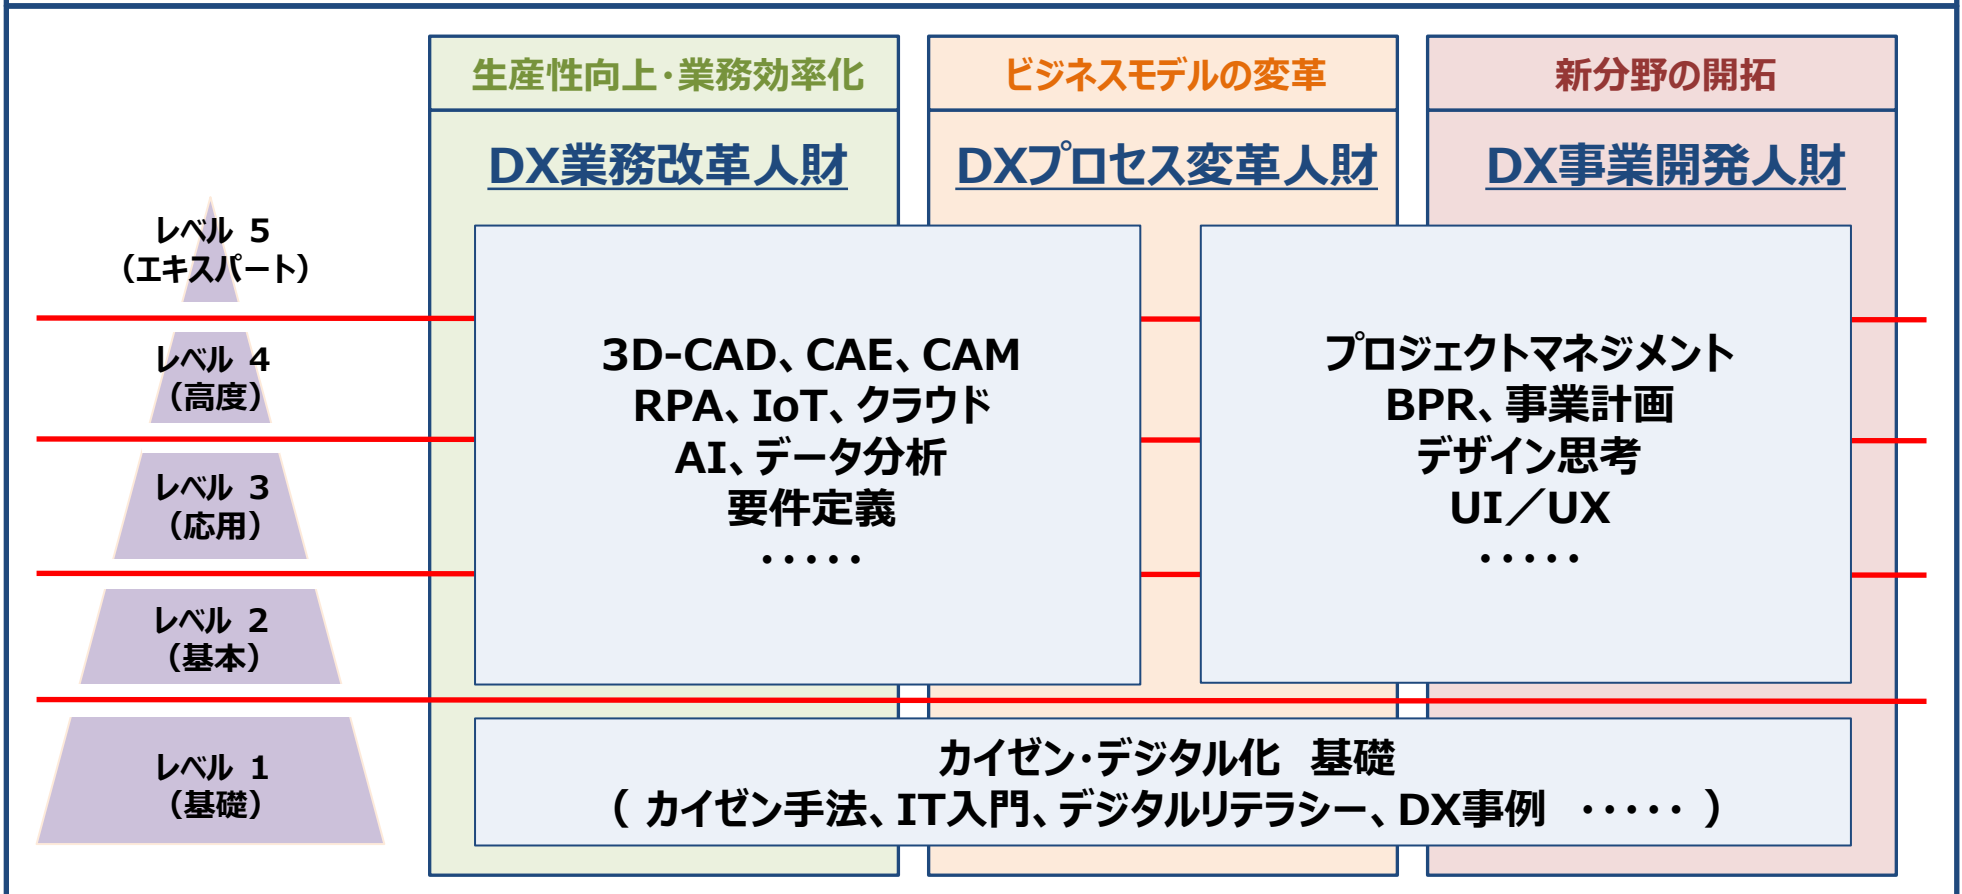 生産性向上・業務効率化
ビジネスモデルの変革
新分野の開拓
DX業務改革人財
DXプロセス変革人財
DX事業開発人財
レベル 5
（エキスパート）
レベル 4
（高度）
レベル 3
（応用）
レベル 2
（基本）
レベル 1
（基礎）
3D-CAD、CAE、CAM
RPA、IoT、クラウド
AI、データ分析
要件定義
・・・・・
プロジェクトマネジメント
BPR、事業計画
デザイン思考
UI／UX
・・・・・
カイゼン・デジタル化　基礎
（ カイゼン手法、IT入門、デジタルリテラシー、DX事例　・・・・・ ）